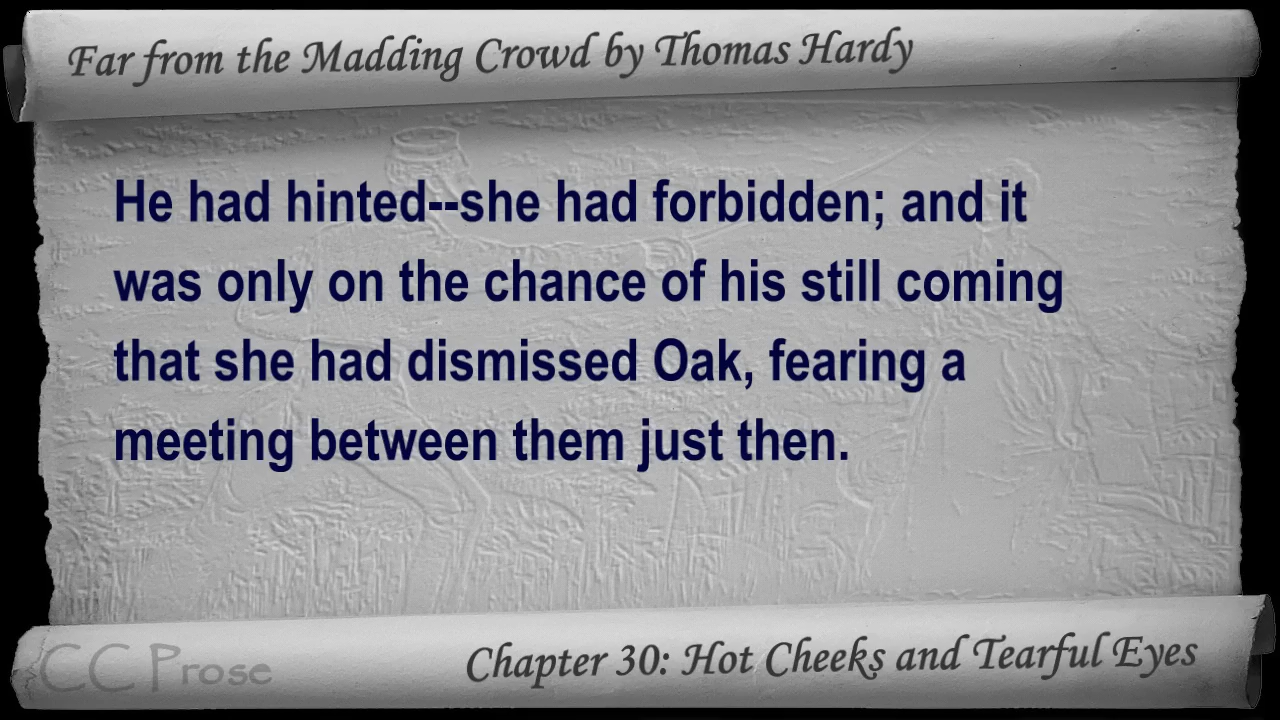 Far from the Madding Crowd by Thomas Hardy
He had hinted--she had forbidden; and it
was only on the chance of his still coming
that she had dismissed Oak, fearing a
meeting between them just then.
CC Prose
Chapter 30: Hot Cheeks and Tearful Eyes